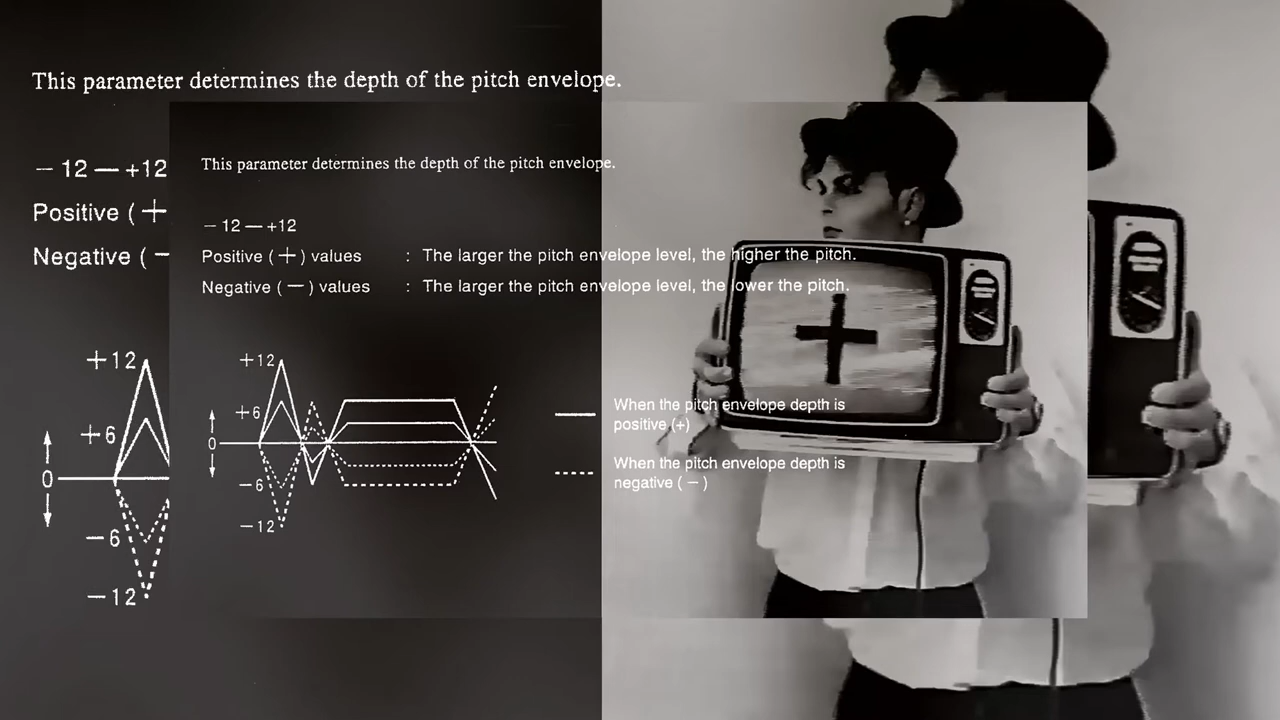 This parameter determines the depth of the pitch envelope.
− 12 — +12
Positive ( +
Negative ( −
+12
+6
0
−6
−12
This parameter determines the depth of the pitch envelope.
− 12 — +12
Positive ( + ) values : The larger the pitch envelope level, the higher the pitch.
Negative ( − ) values : The larger the pitch envelope level, the lower the pitch.
+12
+6
0
−6
−12
When the pitch envelope depth is
positive (+)
When the pitch envelope depth is
negative ( − )